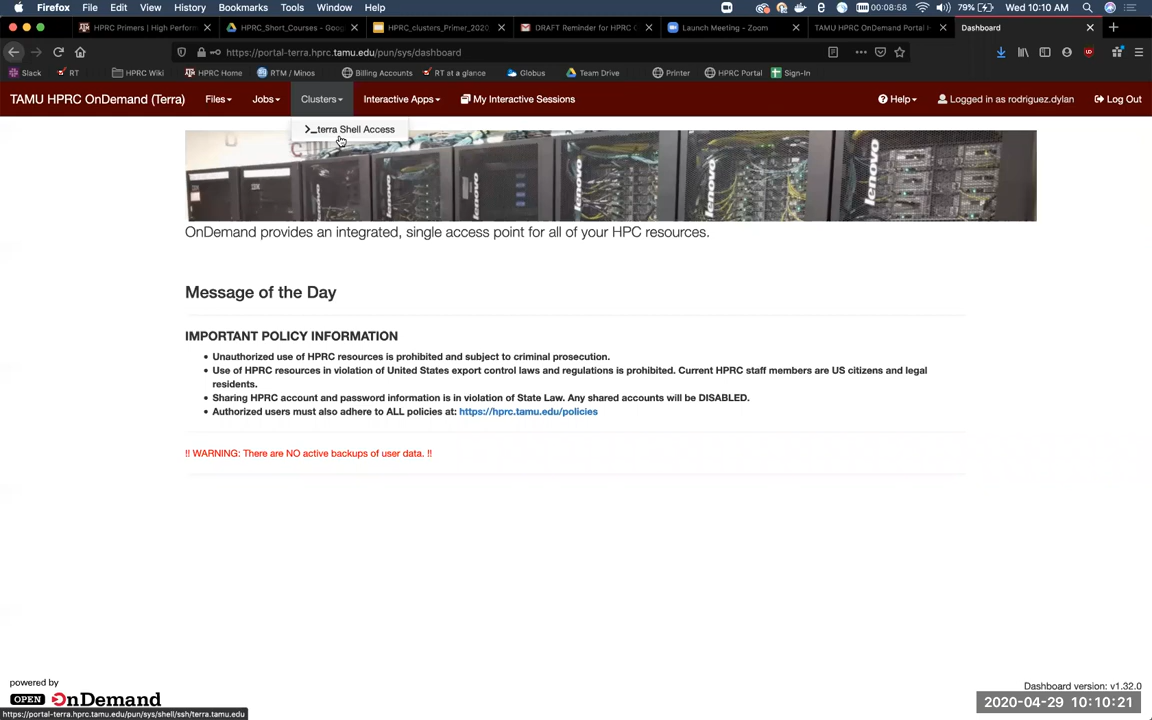 Firefox File Edit View History Bookmarks Tools Window Help 00:08:58 79% Wed 10:10 AM
HPRC Primers | High Perform HPRC_Short_Courses - Goog HPRC_clusters_Primer_2020 DRAFT Reminder for HPRC C Launch Meeting - Zoom TAMU HPRC OnDemand Portal H Dashboard
https://portal-terra.hprc.tamu.edu/pun/sys/dashboard
Slack RT HPRC Wiki HPRC Home RTM / Minos Billing Accounts RT at a glance Globus Team Drive Printer HPRC Portal Sign-In
TAMU HPRC OnDemand (Terra) Files Jobs Clusters Interactive Apps My Interactive Sessions Help Logged in as rodriguez.dylan Log Out
>_terra Shell Access
IBM lenovo lenovo lenovo
OnDemand provides an integrated, single access point for all of your HPC resources.
Message of the Day
IMPORTANT POLICY INFORMATION
• Unauthorized use of HPRC resources is prohibited and subject to criminal prosecution.
• Use of HPRC resources in violation of United States export control laws and regulations is prohibited. Current HPRC staff members are US citizens and legal
residents.
• Sharing HPRC account and password information is in violation of State Law. Any shared accounts will be DISABLED.
• Authorized users must also adhere to ALL policies at: https://hprc.tamu.edu/policies
!! WARNING: There are NO active backups of user data. !!
powered by
OPEN OnDemand
Dashboard version: v1.32.0
2020-04-29 10:10:21
https://portal-terra.hprc.tamu.edu/pun/sys/shell/ssh/terra.tamu.edu